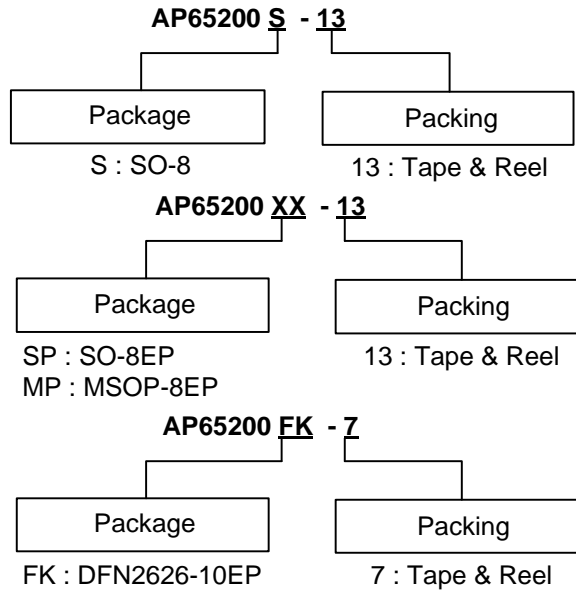 AP65200 S - 13
Package
Packing
S : SO-8
13 : Tape & Reel
AP65200 XX - 13
Package
Packing
SP : SO-8EP
13 : Tape & Reel
MP : MSOP-8EP
AP65200 FK - 7
Package
Packing
FK : DFN2626-10EP
7 : Tape & Reel